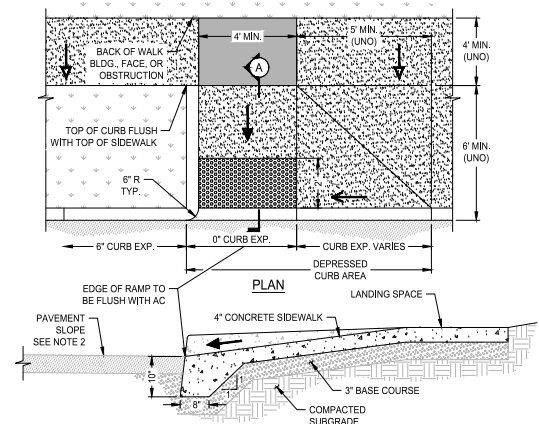 BACK OF WALK
BLDG., FACE, OR
OBSTRUCTION
4' MIN.
5' MIN.
(UNO)
4' MIN.
(UNO)
A
TOP OF CURB FLUSH
WITH TOP OF SIDEWALK
6' MIN.
(UNO)
6" R
TYP.
2'
6" CURB EXP.
0" CURB EXP.
CURB EXP. VARIES
DEPRESSED
CURB AREA
PLAN
EDGE OF RAMP TO
BE FLUSH WITH AC
LANDING SPACE
PAVEMENT
SLOPE
SEE NOTE 2
4" CONCRETE SIDEWALK
10"
1
1
8"
3" BASE COURSE
COMPACTED
SUBGRADE